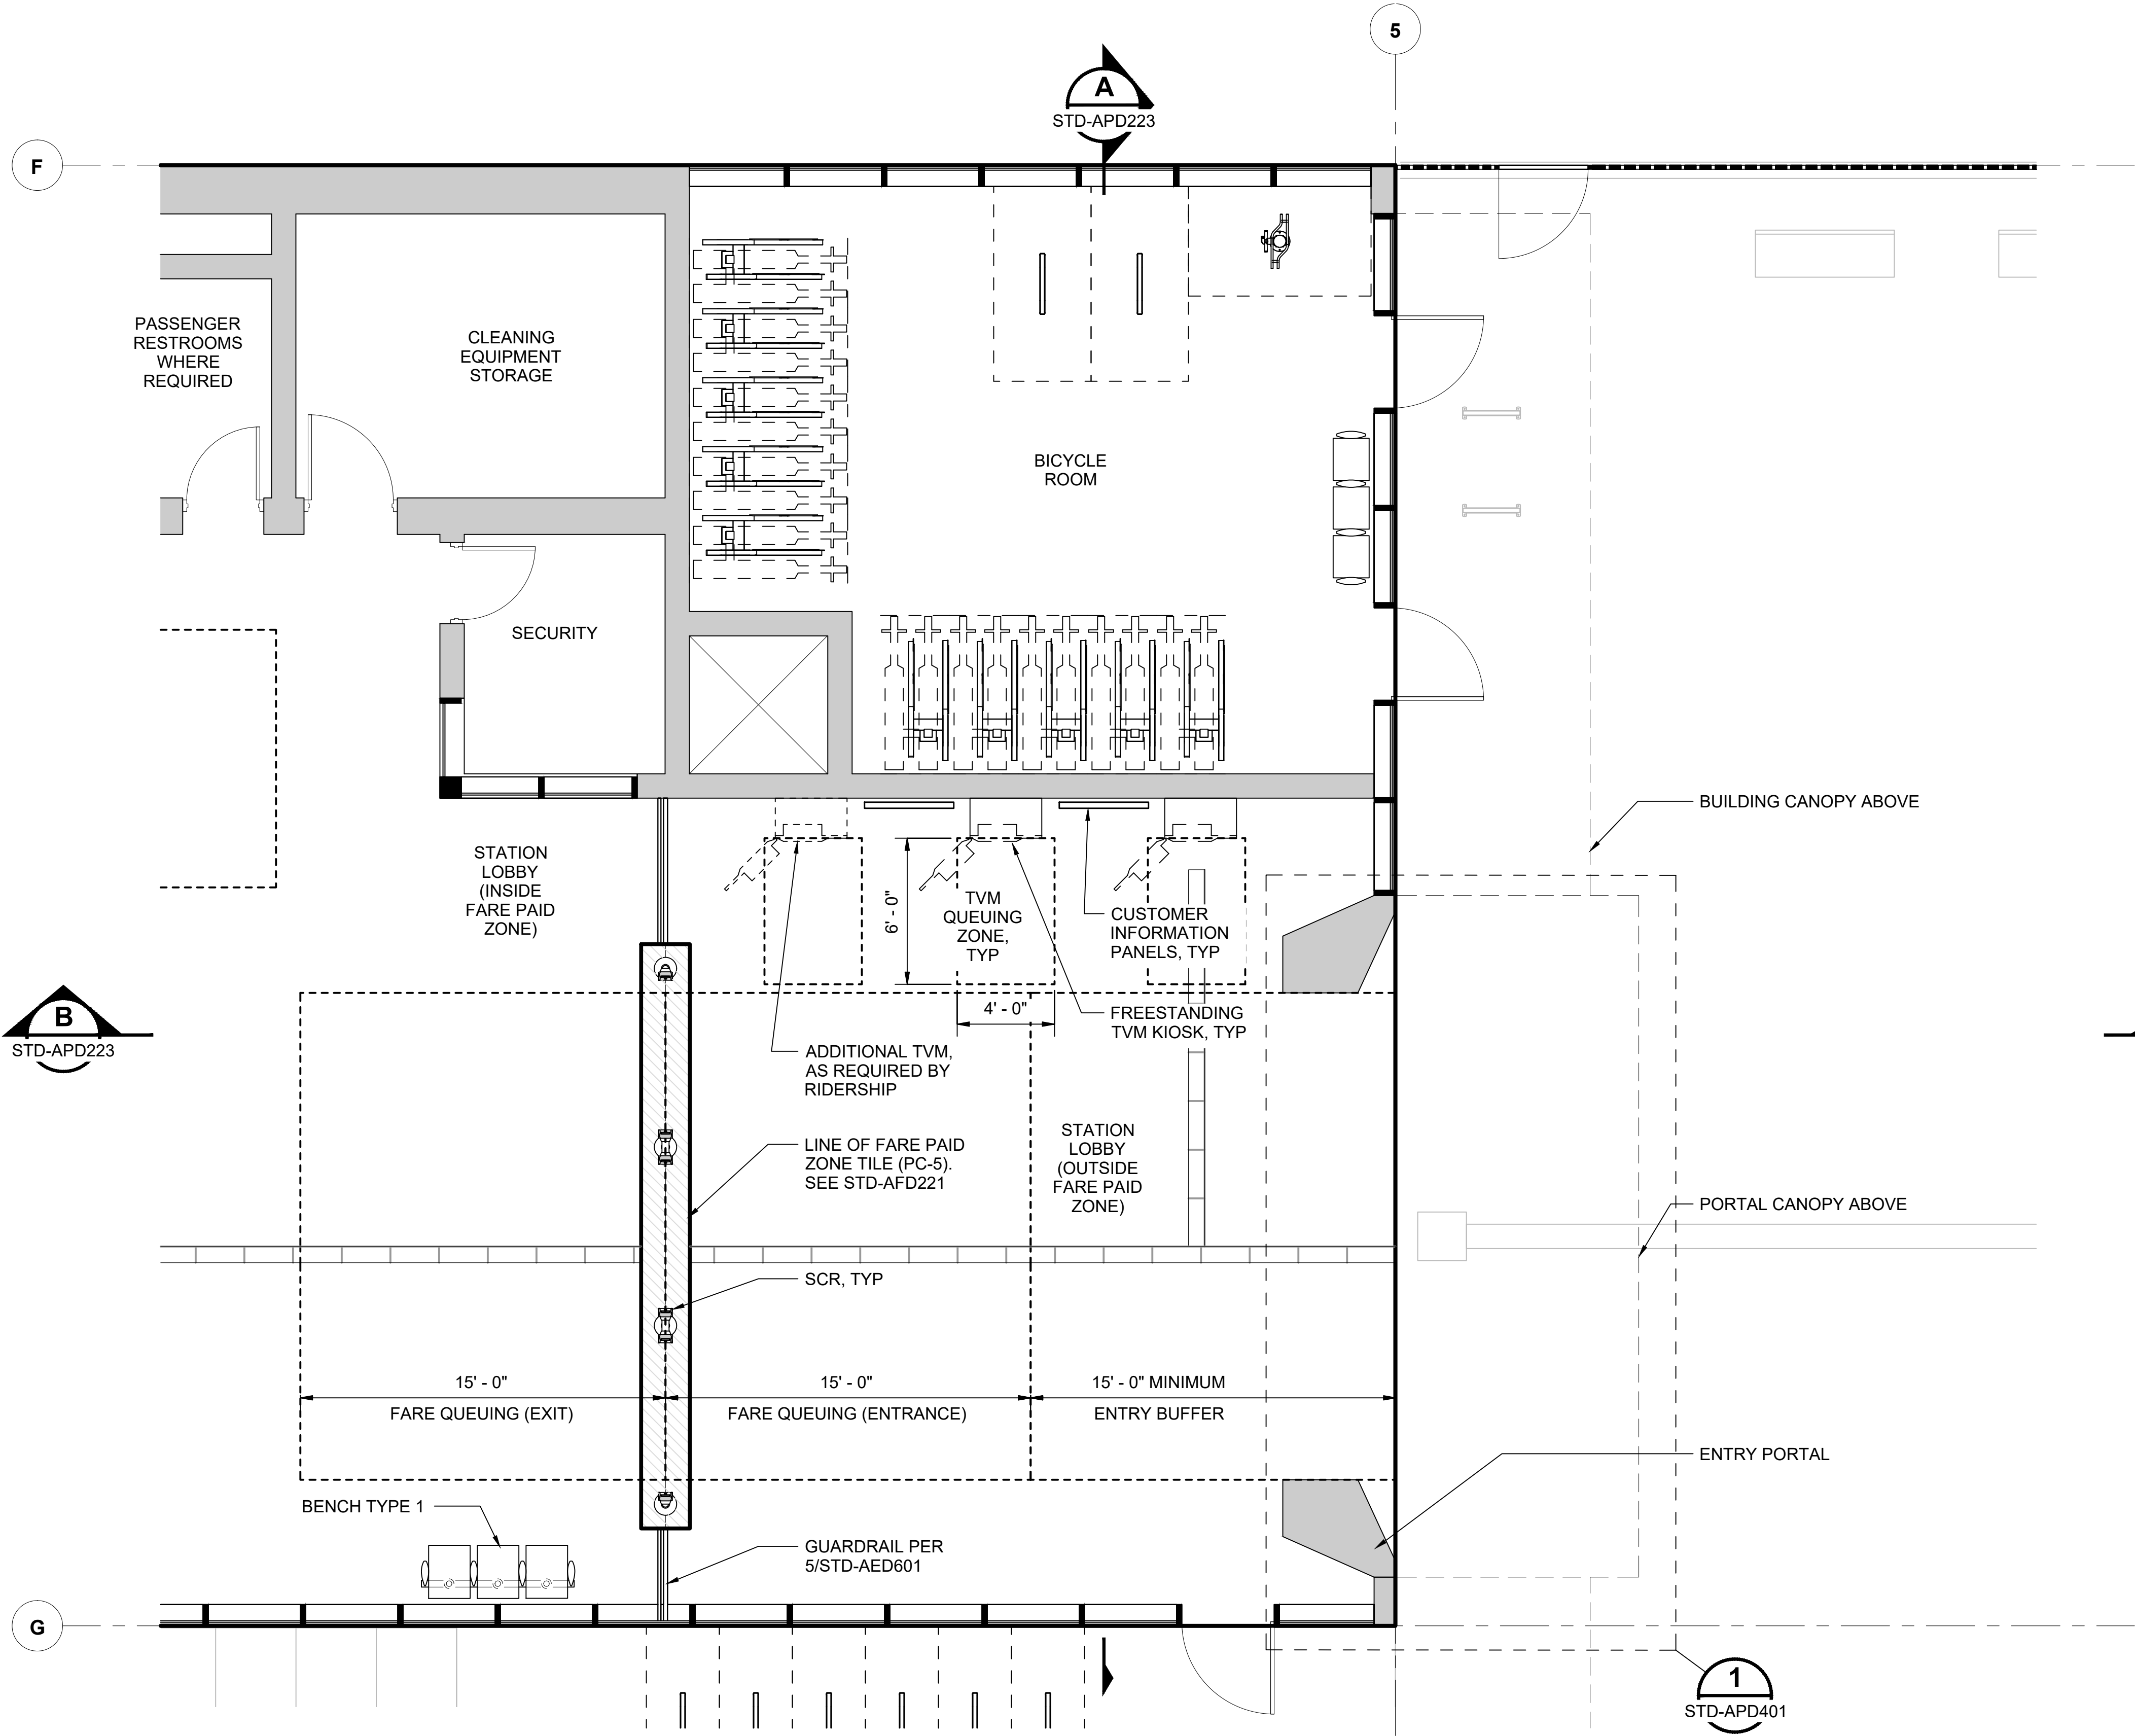 5
A
STD-APD223
F
PASSENGER
RESTROOMS
WHERE
REQUIRED
CLEANING
EQUIPMENT
STORAGE
BICYCLE
ROOM
SECURITY
BUILDING CANOPY ABOVE
STATION
LOBBY
(INSIDE
FARE PAID
ZONE)
6' - 0"
TVM
QUEUING
ZONE,
TYP
CUSTOMER
INFORMATION
PANELS, TYP
4' - 0"
FREESTANDING
TVM KIOSK, TYP
B
STD-APD223
ADDITIONAL TVM,
AS REQUIRED BY
RIDERSHIP
LINE OF FARE PAID
ZONE TILE (PC-5).
SEE STD-AFD221
STATION
LOBBY
(OUTSIDE
FARE PAID
ZONE)
PORTAL CANOPY ABOVE
SCR, TYP
15' - 0"
FARE QUEUING (EXIT)
15' - 0"
FARE QUEUING (ENTRANCE)
15' - 0" MINIMUM
ENTRY BUFFER
ENTRY PORTAL
BENCH TYPE 1
GUARDRAIL PER
5/STD-AED601
G
1
STD-APD401